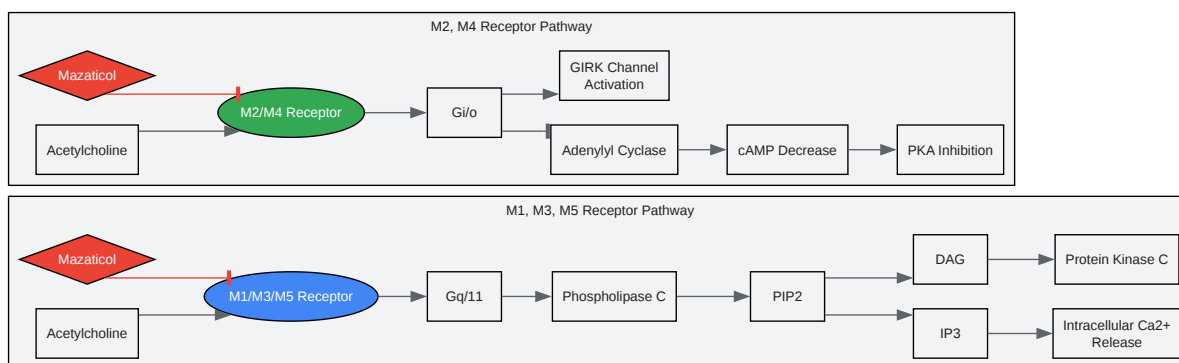 M2, M4 Receptor Pathway
Mazaticol
Acetylcholine
M2/M4 Receptor
Gi/o
GIRK Channel
Activation
Adenylyl Cyclase
cAMP Decrease
PKA Inhibition
M1, M3, M5 Receptor Pathway
Mazaticol
Acetylcholine
M1/M3/M5 Receptor
Gq/11
Phospholipase C
PIP2
DAG
Protein Kinase C
IP3
Intracellular Ca2+
Release